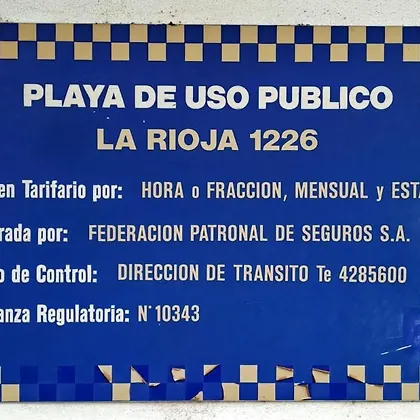 PLAYA DE USO PUBLICO
LA RIOJA 1226
en Tarifario por: HORA o FRACCION, MENSUAL y ESTA
rada por: FEDERACION PATRONAL DE SEGUROS S.A.
o de Control: DIRECCION DE TRANSITO Te 4285600
anza Regulatoria: N° 10343